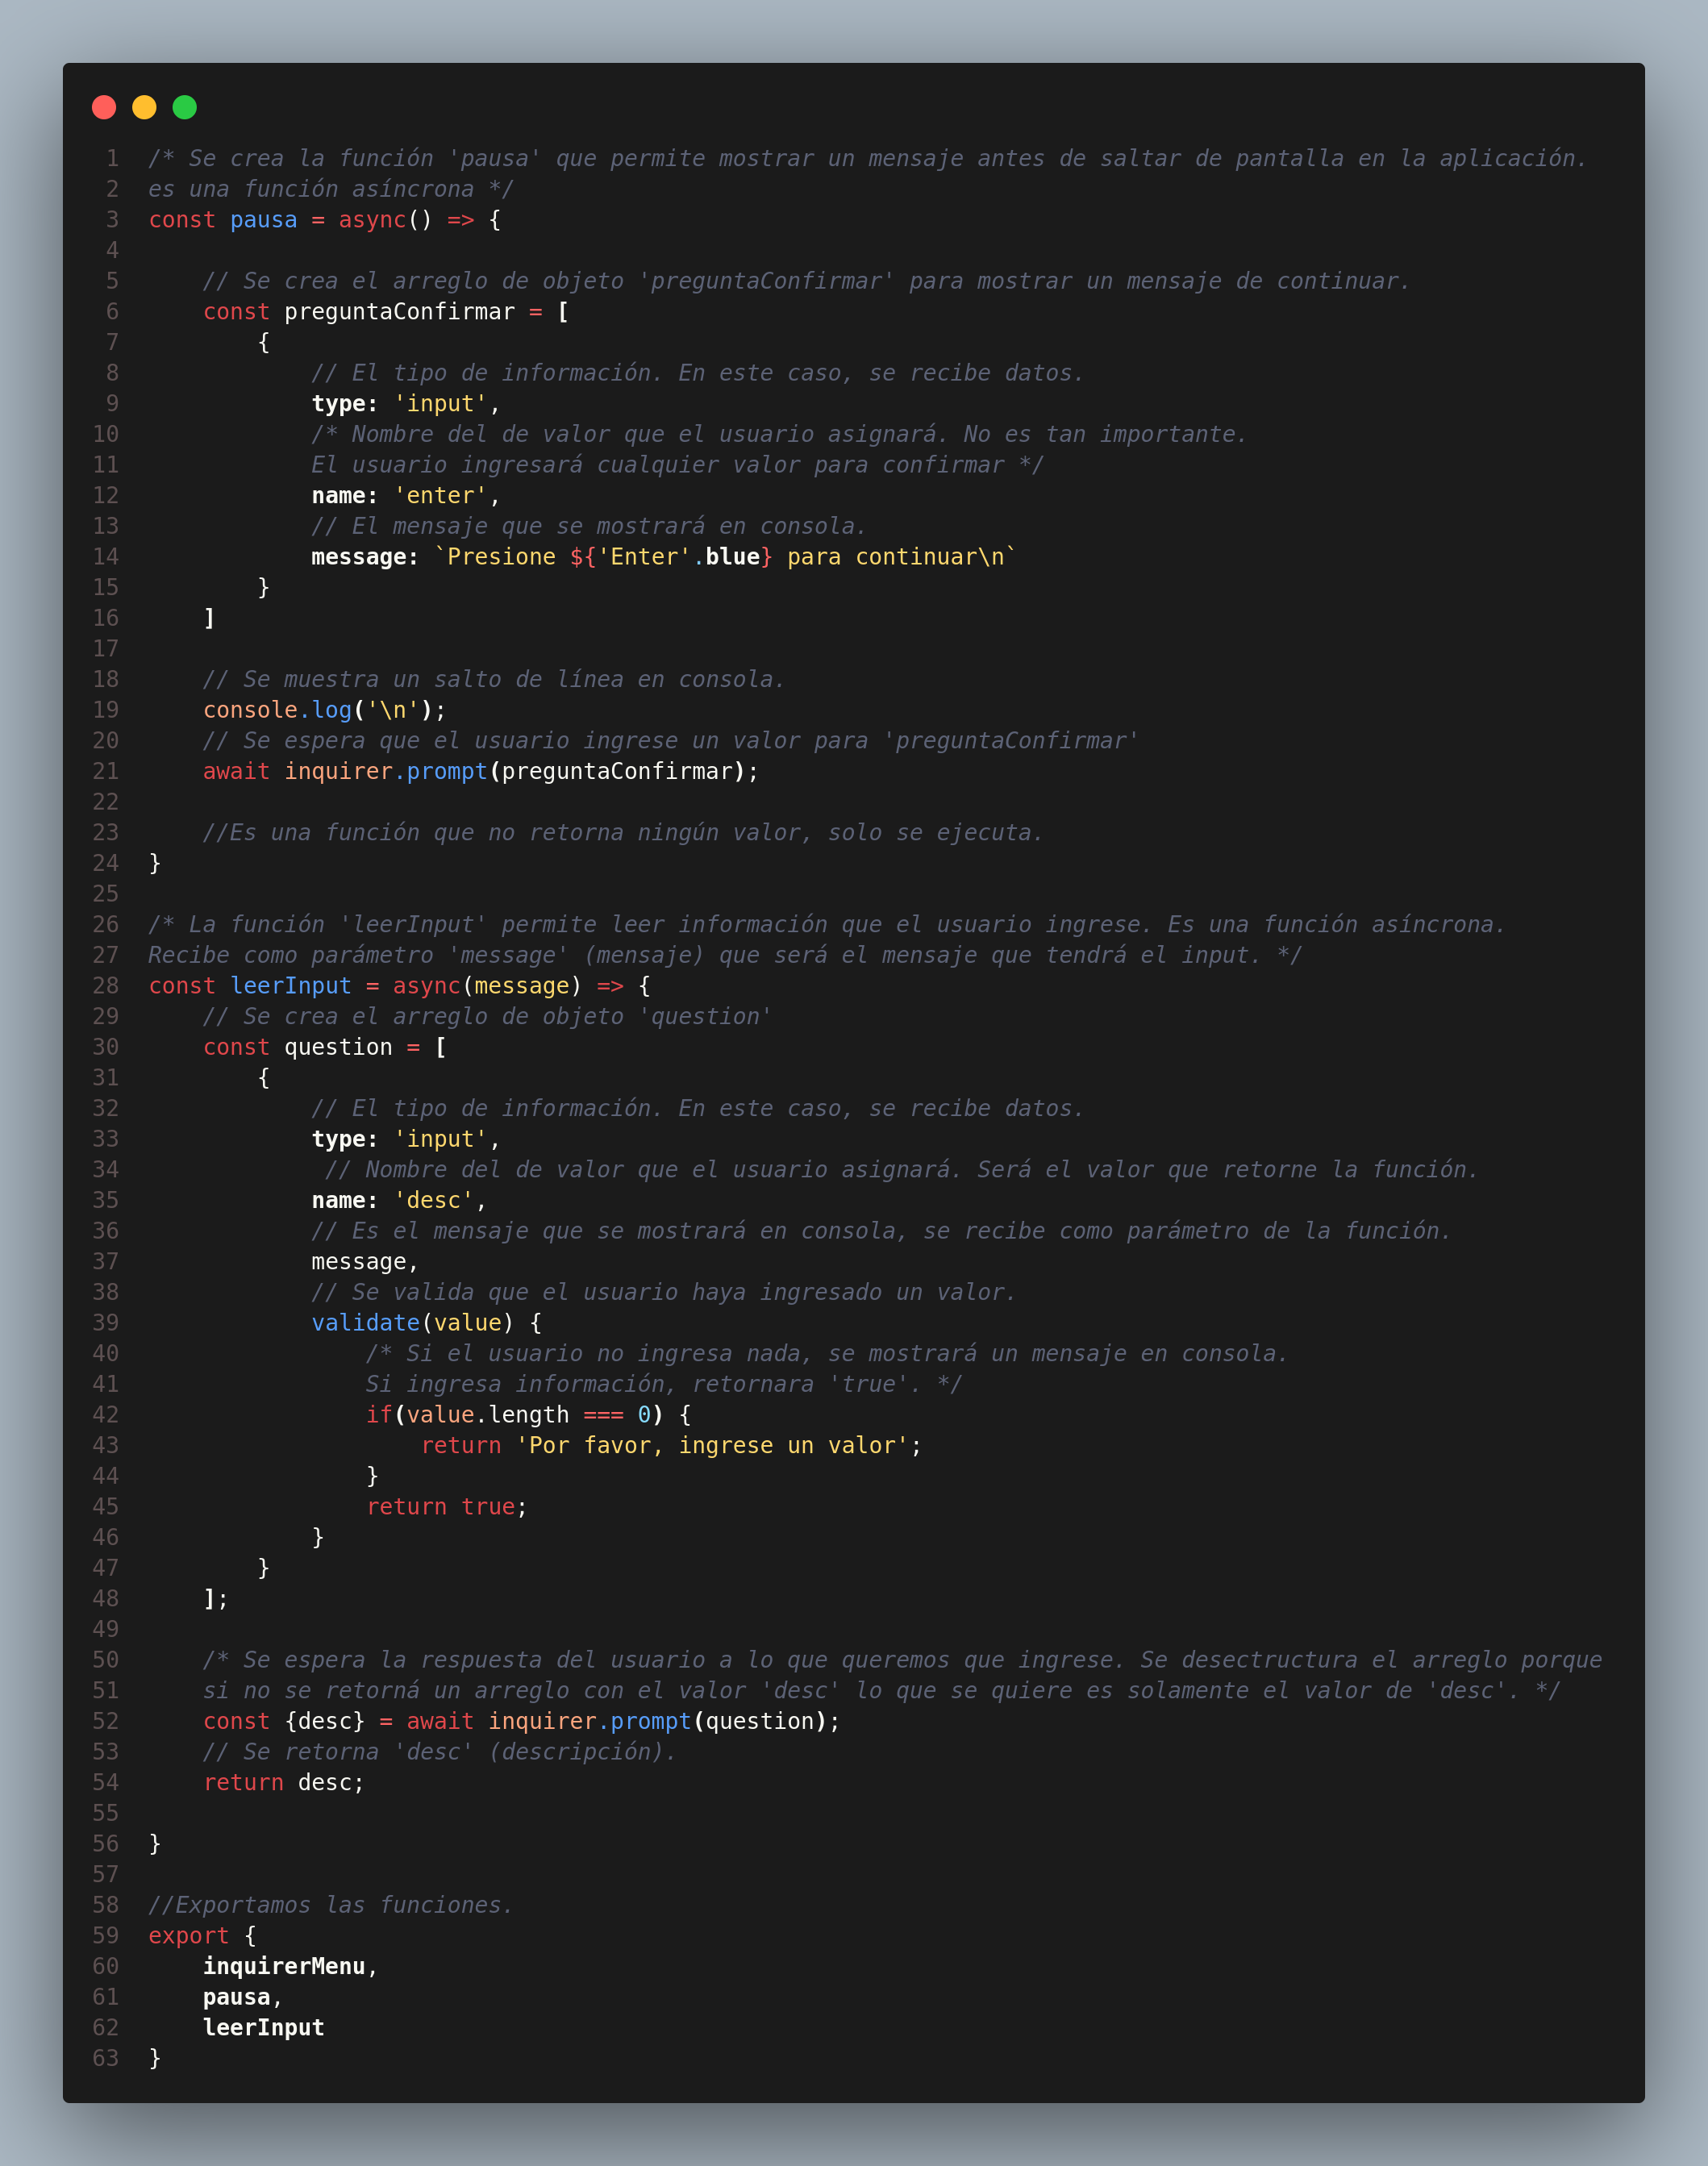 1 /* Se crea la función 'pausa' que permite mostrar un mensaje antes de saltar de pantalla en la aplicación.
2 es una función asíncrona */
3 const pausa = async() => {
4
5     // Se crea el arreglo de objeto 'preguntaConfirmar' para mostrar un mensaje de continuar.
6     const preguntaConfirmar = [
7         {
8             // El tipo de información. En este caso, se recibe datos.
9             type: 'input',
10             /* Nombre del de valor que el usuario asignará. No es tan importante.
11             El usuario ingresará cualquier valor para confirmar */
12             name: 'enter',
13             // El mensaje que se mostrará en consola.
14             message: `Presione ${'Enter'.blue} para continuar\n`
15         }
16     ]
17
18     // Se muestra un salto de línea en consola.
19     console.log('\n');
20     // Se espera que el usuario ingrese un valor para 'preguntaConfirmar'
21     await inquirer.prompt(preguntaConfirmar);
22
23     //Es una función que no retorna ningún valor, solo se ejecuta.
24 }
25
26 /* La función 'leerInput' permite leer información que el usuario ingrese. Es una función asíncrona.
27 Recibe como parámetro 'message' (mensaje) que será el mensaje que tendrá el input. */
28 const leerInput = async(message) => {
29     // Se crea el arreglo de objeto 'question'
30     const question = [
31         {
32             // El tipo de información. En este caso, se recibe datos.
33             type: 'input',
34              // Nombre del de valor que el usuario asignará. Será el valor que retorne la función.
35             name: 'desc',
36             // Es el mensaje que se mostrará en consola, se recibe como parámetro de la función.
37             message,
38             // Se valida que el usuario haya ingresado un valor.
39             validate(value) {
40                 /* Si el usuario no ingresa nada, se mostrará un mensaje en consola.
41                 Si ingresa información, retornara 'true'. */
42                 if(value.length === 0) {
43                     return 'Por favor, ingrese un valor';
44                 }
45                 return true;
46             }
47         }
48     ];
49
50     /* Se espera la respuesta del usuario a lo que queremos que ingrese. Se desectructura el arreglo porque
51     si no se retorná un arreglo con el valor 'desc' lo que se quiere es solamente el valor de 'desc'. */
52     const {desc} = await inquirer.prompt(question);
53     // Se retorna 'desc' (descripción).
54     return desc;
55
56 }
57
58 //Exportamos las funciones.
59 export {
60     inquirerMenu,
61     pausa,
62     leerInput
63 }